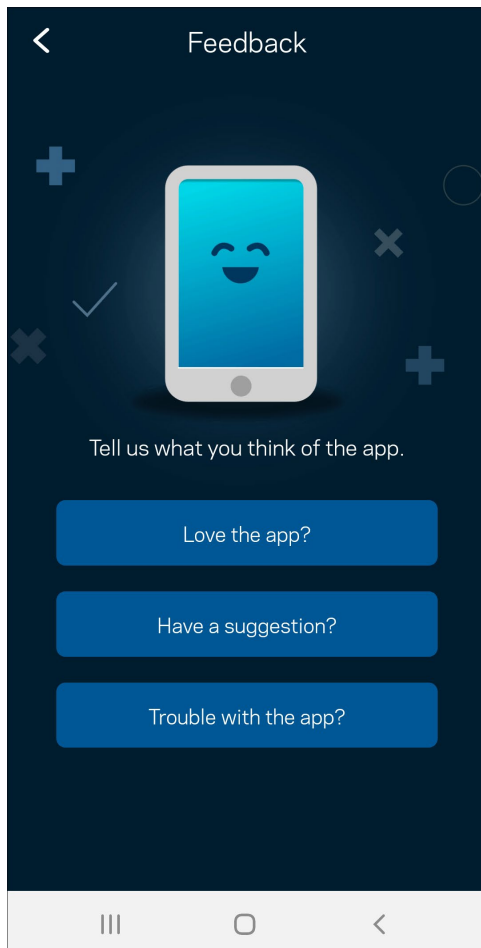 Feedback
Tell us what you think of the app.
Love the app?
Have a suggestion?
Trouble with the app?